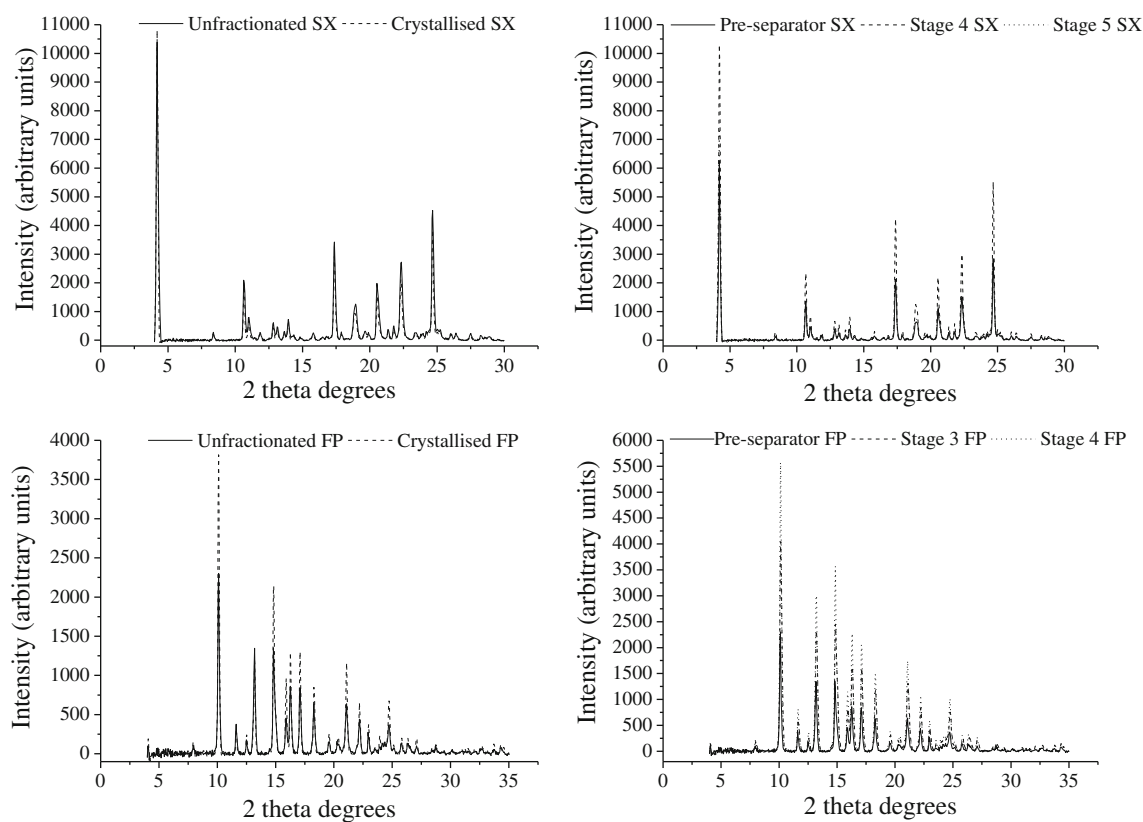 Unfractionated SX Crystallised SX
11000
10000
9000
8000
7000
6000
5000
4000
3000
2000
1000
0
Intensity (arbitrary units)
0 5 10 15 20 25 30
2 theta degrees
Pre-separator SX Stage 4 SX Stage 5 SX
11000
10000
9000
8000
7000
6000
5000
4000
3000
2000
1000
0
Intensity (arbitrary units)
0 5 10 15 20 25 30
2 theta degrees
Unfractionated FP Crystallised FP
4000
3500
3000
2500
2000
1500
1000
500
0
Intensity (arbitrary units)
0 5 10 15 20 25 30 35
2 theta degrees
Pre-separator FP Stage 3 FP Stage 4 FP
6000
5500
5000
4500
4000
3500
3000
2500
2000
1500
1000
500
0
Intensity (arbitrary units)
0 5 10 15 20 25 30 35
2 theta degrees